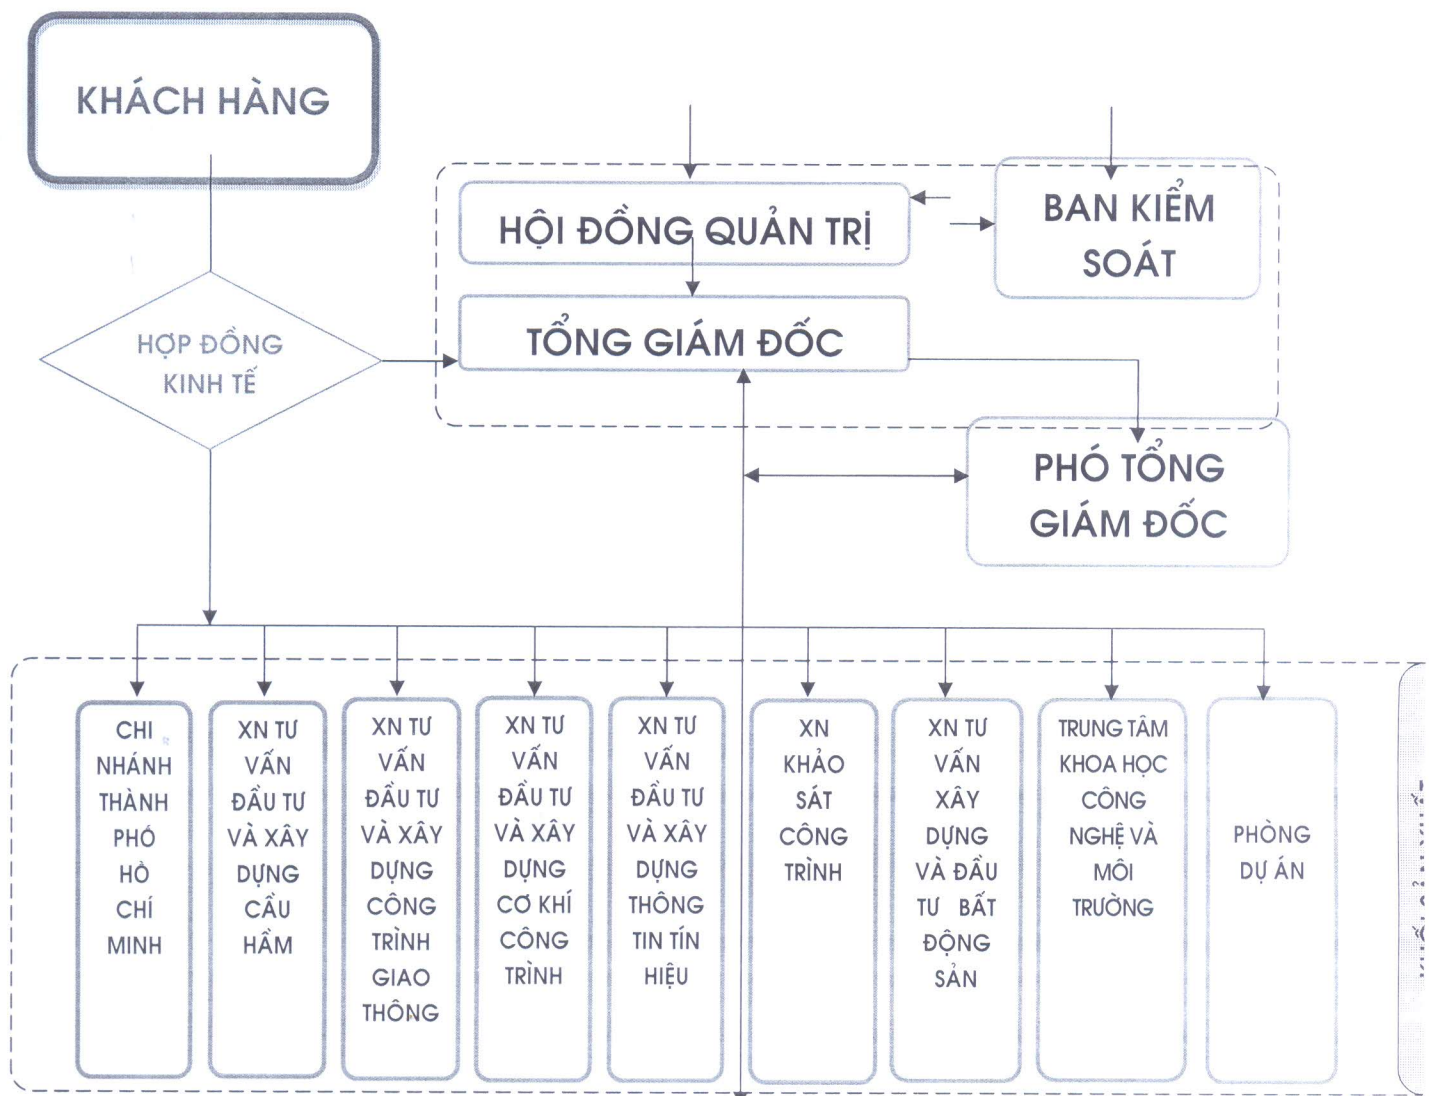 KHÁCH HÀNG
HỘI ĐỒNG QUẢN TRỊ
BAN KIỂM
SOÁT
TỔNG GIÁM ĐỐC
HỢP ĐỒNG
KINH TẾ
PHÓ TỔNG
GIÁM ĐỐC
CHI
NHÁNH
THÀNH
PHỐ
HỒ
CHÍ
MINH
XN TƯ
VẤN
ĐẦU TƯ
VÀ XÂY
DỰNG
CẦU
HẦM
XN TƯ
VẤN
ĐẦU TƯ
VÀ XÂY
DỰNG
CÔNG
TRÌNH
GIAO
THÔNG
XN TƯ
VẤN
ĐẦU TƯ
VÀ XÂY
DỰNG
CƠ KHÍ
CÔNG
TRÌNH
XN TƯ
VẤN
ĐẦU TƯ
VÀ XÂY
DỰNG
THÔNG
TIN TÍN
HIỆU
XN
KHẢO
SÁT
CÔNG
TRÌNH
XN TƯ
VẤN
XÂY
DỰNG
VÀ ĐẦU
TƯ BẤT
ĐỘNG
SẢN
TRUNG TÂM
KHOA HỌC
CÔNG
NGHỆ VÀ
MÔI
TRƯỜNG
PHÒNG
DỰ ÁN